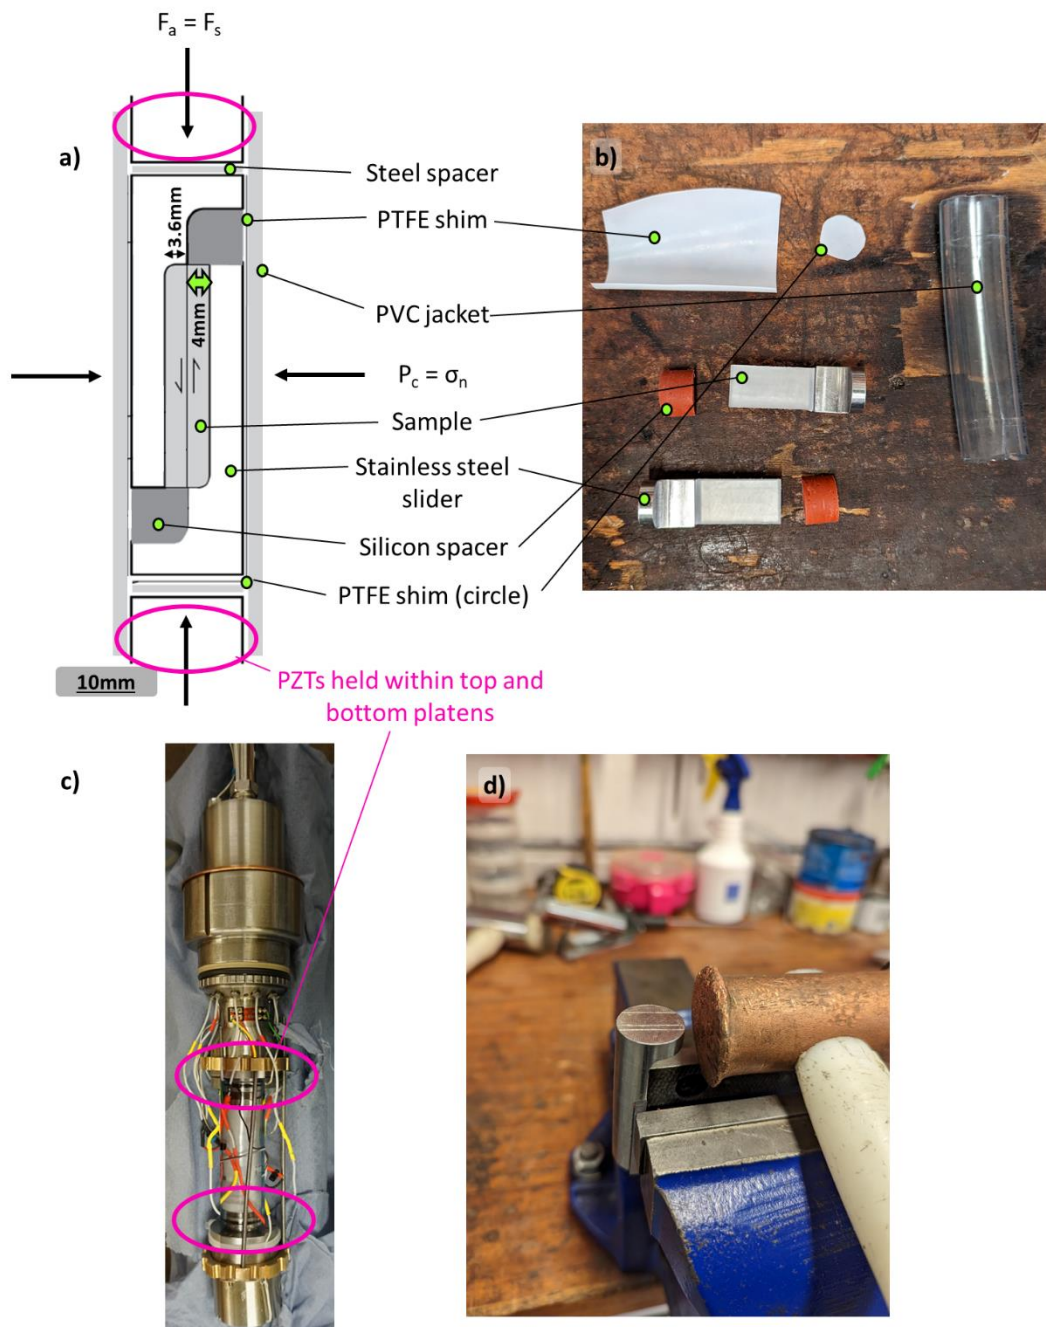 Fa = Fs
a)
b)
Steel spacer
3.6mm
PTFE shim
4mm
PVC jacket
Pc = σn
Sample
Stainless steel
slider
Silicon spacer
PTFE shim (circle)
10mm
PZTs held within top and
bottom platens
c)
d)